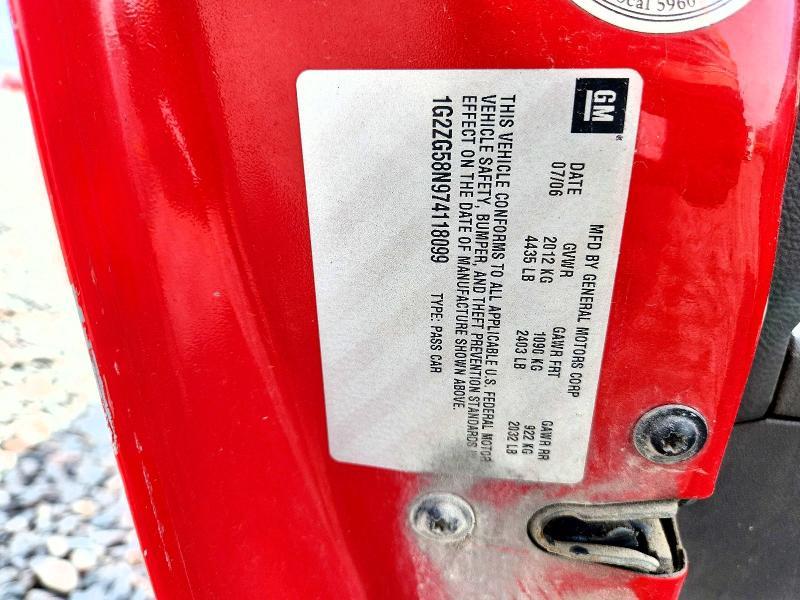 Local 5960
GM
MFD BY GENERAL MOTORS CORP
DATE GVWR GAWR FRT GAWR RR
07/06 2012 KG 1090 KG 922 KG
4435 LB 2403 LB 2032 LB
THIS VEHICLE CONFORMS TO ALL APPLICABLE U.S. FEDERAL MOTOR
VEHICLE SAFETY, BUMPER, AND THEFT PREVENTION STANDARDS
EFFECT ON THE DATE OF MANUFACTURE SHOWN ABOVE.
1G2ZG58N974118099 TYPE: PASS CAR